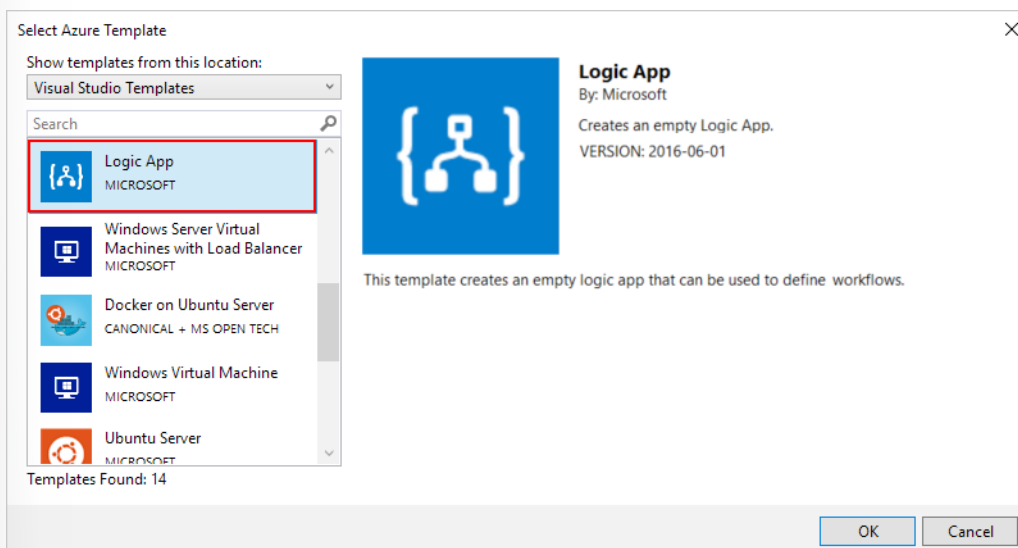 Select Azure Template
Show templates from this location:
Visual Studio Templates
Search
Logic App
MICROSOFT
Windows Server Virtual
Machines with Load Balancer
MICROSOFT
Docker on Ubuntu Server
CANONICAL + MS OPEN TECH
Windows Virtual Machine
MICROSOFT
Ubuntu Server
MICROSOFT
Templates Found: 14
Logic App
By: Microsoft
Creates an empty Logic App.
VERSION: 2016-06-01
This template creates an empty logic app that can be used to define workflows.
OK
Cancel